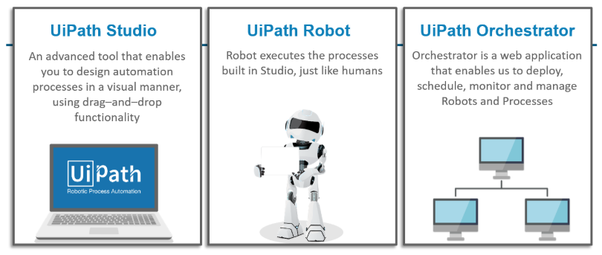 UiPath Studio
An advanced tool that enables
you to design automation
processes in a visual manner,
using drag–and–drop
functionality
UiPath
Robotic Process Automation
UiPath Robot
Robot executes the processes
built in Studio, just like humans
UiPath Orchestrator
Orchestrator is a web application
that enables us to deploy,
schedule, monitor and manage
Robots and Processes